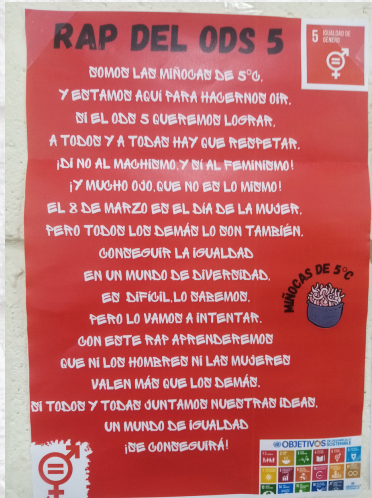 RAP DEL ODS 5
5 IGUALDAD DE
GÉNERO
SOMOS LAS MIÑOCAS DE 5ºC,
Y ESTAMOS AQUÍ PARA HACERNOS OIR.
SI EL ODS 5 QUEREMOS LOGRAR,
A TODOS Y A TODAS HAY QUE RESPETAR.
¡DI NO AL MACHISMO,Y SÍ AL FEMINISMO!
¡Y MUCHO OJO,QUE NO ES LO MISMO!
EL 8 DE MARZO ES EL DÍA DE LA MUJER,
PERO TODOS LOS DEMÁS LO SON TAMBIÉN.
CONSEGUIR LA IGUALDAD
EN UN MUNDO DE DIVERSIDAD,
ES DIFÍCIL,LO SABEMOS,
PERO LO VAMOS A INTENTAR.
CON ESTE RAP APRENDEREMOS
QUE NI LOS HOMBRES NI LAS MUJERES
VALEN MÁS QUE LOS DEMÁS.
SI TODOS Y TODAS JUNTAMOS NUESTRAS IDEAS,
UN MUNDO DE IGUALDAD
¡SE CONSEGUIRÁ!
MIÑOCAS DE 5ºC
OBJETIVOS DE DESARROLLO
SOSTENIBLE